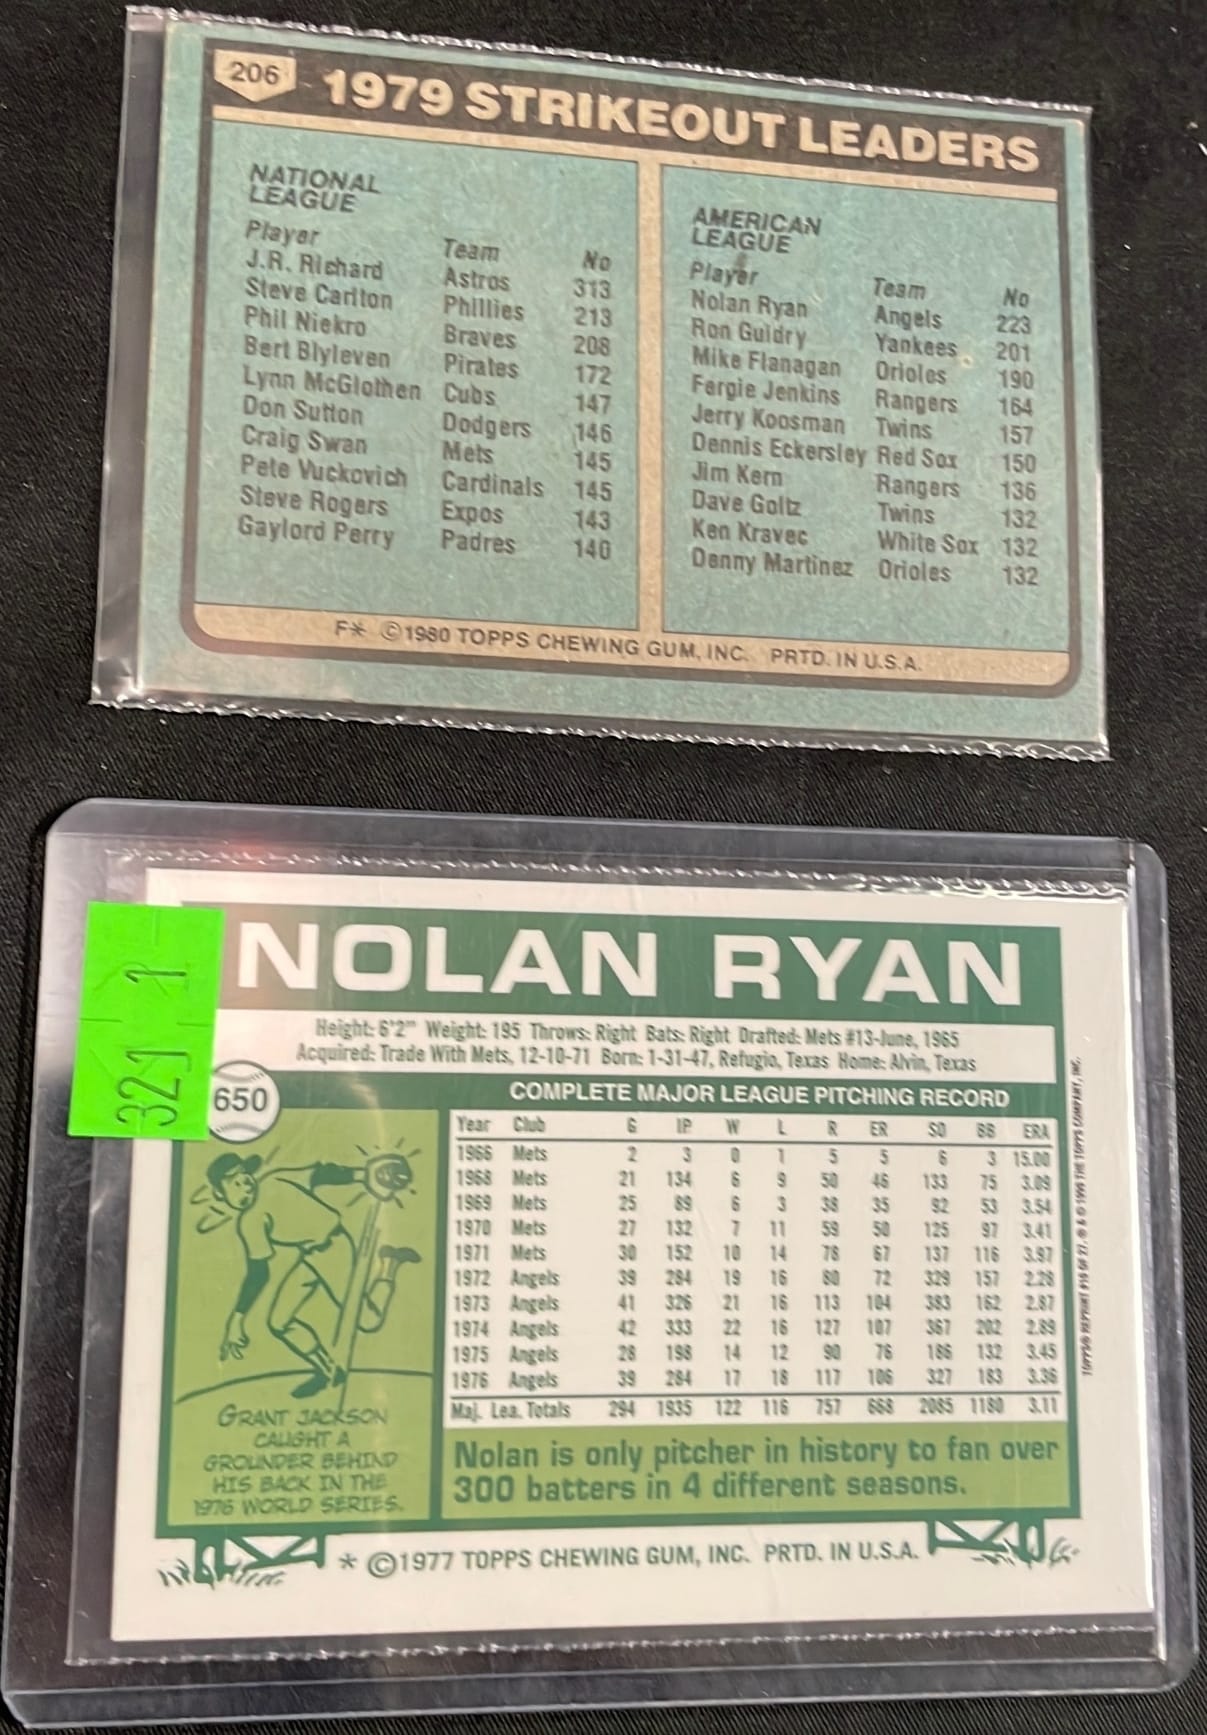 206 1979 STRIKEOUT LEADERS
NATIONAL
LEAGUE
Player Team No
J.R. Richard Astros 313
Steve Carlton Phillies 213
Phil Niekro Braves 208
Bert Blyleven Pirates 172
Lynn McGlothen Cubs 147
Don Sutton Dodgers 146
Craig Swan Mets 145
Pete Vuckovich Cardinals 145
Steve Rogers Expos 143
Gaylord Perry Padres 140
AMERICAN
LEAGUE
Player Team No
Nolan Ryan Angels 223
Ron Guidry Yankees 201
Mike Flanagan Orioles 190
Fergie Jenkins Rangers 164
Jerry Koosman Twins 157
Dennis Eckersley Red Sox 150
Jim Kern Rangers 136
Dave Goltz Twins 132
Ken Kravec White Sox 132
Denny Martinez Orioles 132
F* ©1980 TOPPS CHEWING GUM, INC. PRTD. IN U.S.A.
321 1
NOLAN RYAN
Height: 6'2" Weight: 195 Throws: Right Bats: Right Drafted: Mets #13-June, 1965
Acquired: Trade With Mets, 12-10-71 Born: 1-31-47, Refugio, Texas Home: Alvin, Texas
650
COMPLETE MAJOR LEAGUE PITCHING RECORD
Year Club G IP W L R ER SO BB ERA
1966 Mets 2 3 0 1 5 5 6 3 15.00
1968 Mets 21 134 6 9 50 46 133 75 3.09
1969 Mets 25 89 6 3 38 35 92 53 3.54
1970 Mets 27 132 7 11 59 50 125 97 3.41
1971 Mets 30 152 10 14 78 67 137 116 3.97
1972 Angels 39 284 19 16 80 72 329 157 2.28
1973 Angels 41 326 21 16 113 104 383 162 2.87
1974 Angels 42 333 22 16 127 107 367 202 2.89
1975 Angels 28 198 14 12 90 76 186 132 3.45
1976 Angels 39 284 17 18 117 106 327 183 3.36
Maj. Lea. Totals 294 1935 122 116 757 668 2085 1180 3.11
GRANT JACKSON
CAUGHT A
GROUNDER BEHIND
HIS BACK IN THE
1976 WORLD SERIES.
Nolan is only pitcher in history to fan over
300 batters in 4 different seasons.
* ©1977 TOPPS CHEWING GUM, INC. PRTD. IN U.S.A.
TOPPS® REPRINT #10 OF 27. ® & © 1999 THE TOPPS COMPANY, INC.